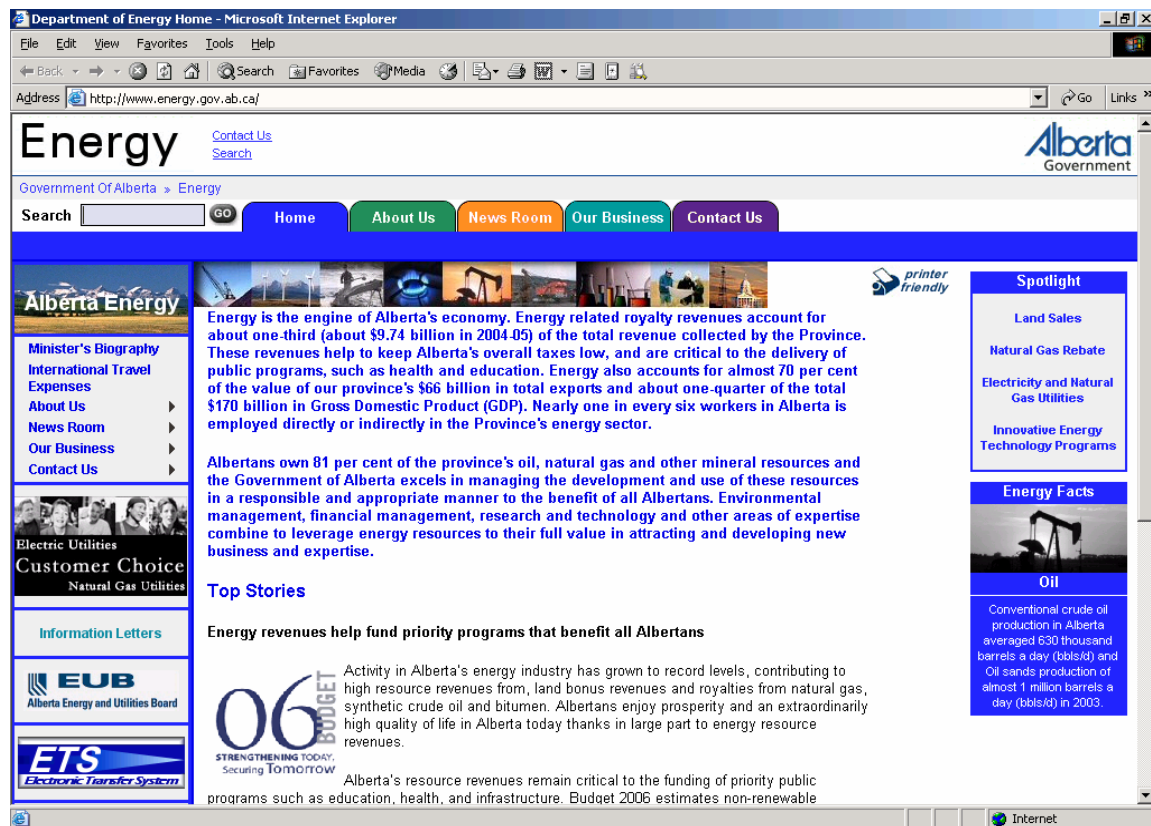 Department of Energy Home - Microsoft Internet Explorer
File Edit View Favorites Tools Help
Back Search Favorites Media
Address http://www.energy.gov.ab.ca/ Go Links »
Energy
Contact Us
Search
Alberta
Government
Government Of Alberta » Energy
Search GO Home About Us News Room Our Business Contact Us
Alberta Energy
Minister's Biography
International Travel
Expenses
About Us
News Room
Our Business
Contact Us
Electric Utilities
Customer Choice
Natural Gas Utilities
Information Letters
EUB
Alberta Energy and Utilities Board
ETS
Electronic Transfer System
printer
friendly
Energy is the engine of Alberta's economy. Energy related royalty revenues account for
about one-third (about $9.74 billion in 2004-05) of the total revenue collected by the Province.
These revenues help to keep Alberta's overall taxes low, and are critical to the delivery of
public programs, such as health and education. Energy also accounts for almost 70 per cent
of the value of our province's $66 billion in total exports and about one-quarter of the total
$170 billion in Gross Domestic Product (GDP). Nearly one in every six workers in Alberta is
employed directly or indirectly in the Province's energy sector.
Albertans own 81 per cent of the province's oil, natural gas and other mineral resources and
the Government of Alberta excels in managing the development and use of these resources
in a responsible and appropriate manner to the benefit of all Albertans. Environmental
management, financial management, research and technology and other areas of expertise
combine to leverage energy resources to their full value in attracting and developing new
business and expertise.
Top Stories
Energy revenues help fund priority programs that benefit all Albertans
06
BUDGET
STRENGTHENING TODAY,
Securing Tomorrow
Activity in Alberta's energy industry has grown to record levels, contributing to
high resource revenues from, land bonus revenues and royalties from natural gas,
synthetic crude oil and bitumen. Albertans enjoy prosperity and an extraordinarily
high quality of life in Alberta today thanks in large part to energy resource
revenues.
Alberta's resource revenues remain critical to the funding of priority public
programs such as education, health, and infrastructure. Budget 2006 estimates non-renewable
Spotlight
Land Sales
Natural Gas Rebate
Electricity and Natural
Gas Utilities
Innovative Energy
Technology Programs
Energy Facts
Oil
Conventional crude oil
production in Alberta
averaged 630 thousand
barrels a day (bbls/d) and
Oil sands production of
almost 1 million barrels a
day (bbls/d) in 2003.
Internet